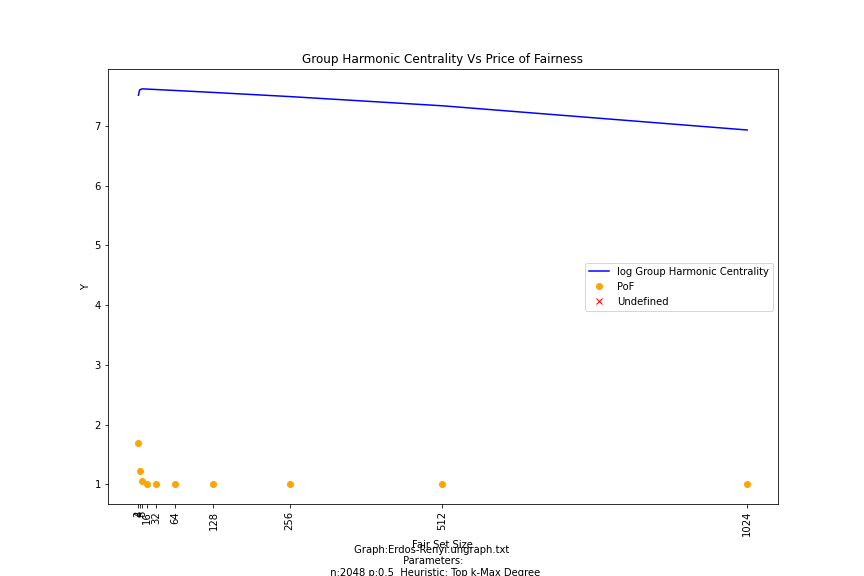 Group Harmonic Centrality Vs Price of Fairness
7
6
5
4
3
2
1
Y
log Group Harmonic Centrality
PoF
Undefined
16
32
64
128
256
512
1024
Fair Set Size
Graph:Erdos-Renyi.ungraph.txt
Parameters:
n:2048 p:0.5 Heuristic: Top k-Max Degree